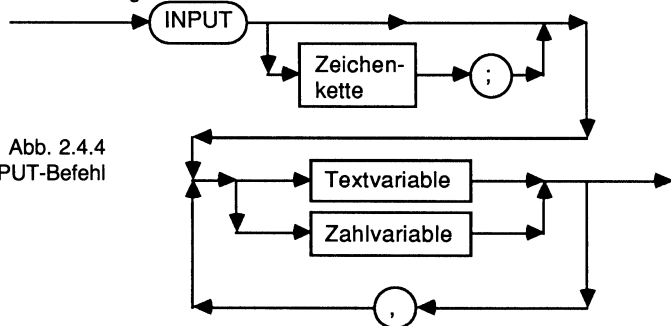 INPUT
Zeichen-
kette
;
Abb. 2.4.4
PUT-Befehl
Textvariable
Zahlvariable
,